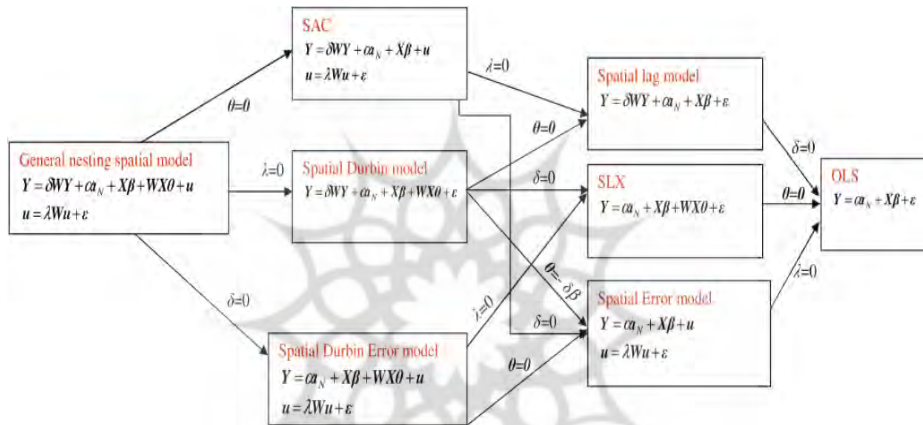 SAC
Y = δWY + αι_N + Xβ + u
u = λWu + ε
λ=0
θ=0
Spatial lag model
Y = δWY + αι_N + Xβ + ε
θ=0
δ=0
General nesting spatial model
Y = δWY + αι_N + Xβ + WXθ + u
u = λWu + ε
λ=0
Spatial Durbin model
Y = δWY + αι_N + Xβ + WXθ + ε
δ=0
SLX
Y = αι_N + Xβ + WXθ + ε
θ=0
OLS
Y = αι_N + Xβ + ε
θ=- δβ
λ=0
δ=0
δ=0
Spatial Error model
Y = αι_N + Xβ + u
u = λWu + ε
λ=0
Spatial Durbin Error model
Y = αι_N + Xβ + WXθ + u
u = λWu + ε
θ=0